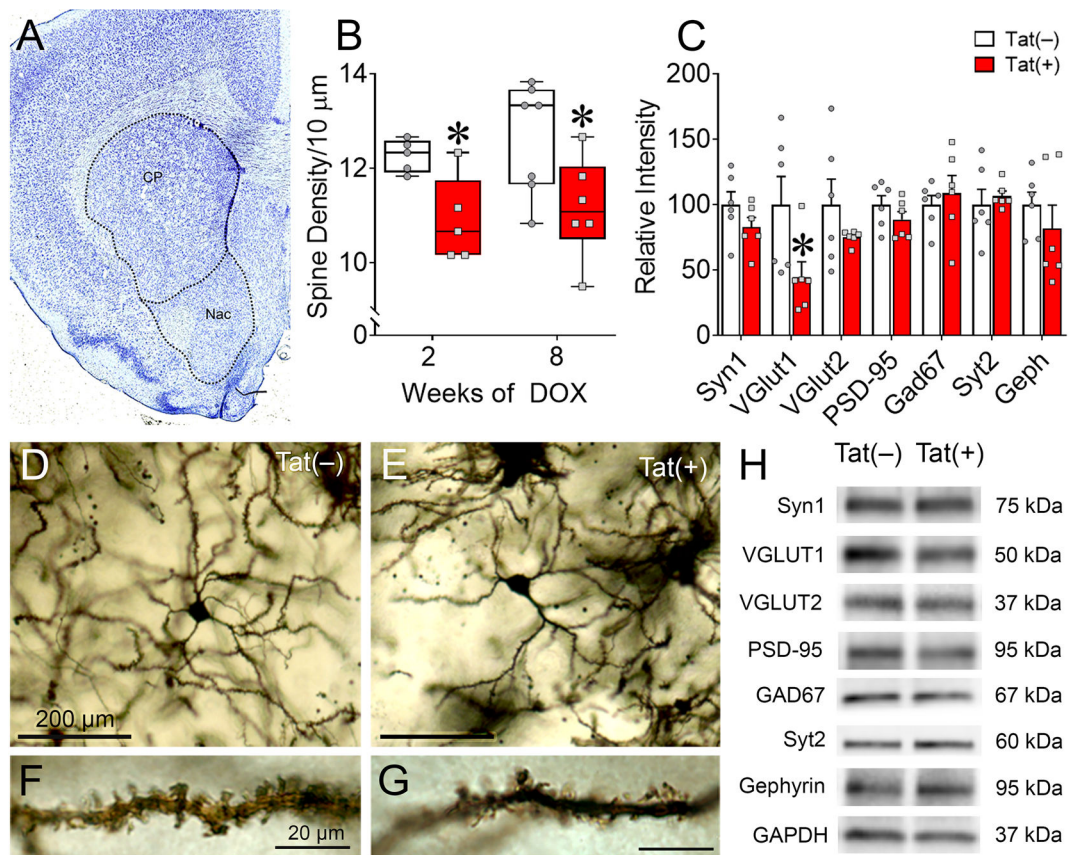 A
CP
Nac
B
Spine Density/10 µm
14
12
10
0
2
8
Weeks of DOX
*
*
C
Tat(–)
Tat(+)
Relative Intensity
200
150
100
50
0
*
Syn1
VGlut1
VGlut2
PSD-95
Gad67
Syt2
Geph
D
Tat(–)
200 µm
E
Tat(+)
F
20 µm
G
H
Tat(–) Tat(+)
Syn1 75 kDa
VGLUT1 50 kDa
VGLUT2 37 kDa
PSD-95 95 kDa
GAD67 67 kDa
Syt2 60 kDa
Gephyrin 95 kDa
GAPDH 37 kDa